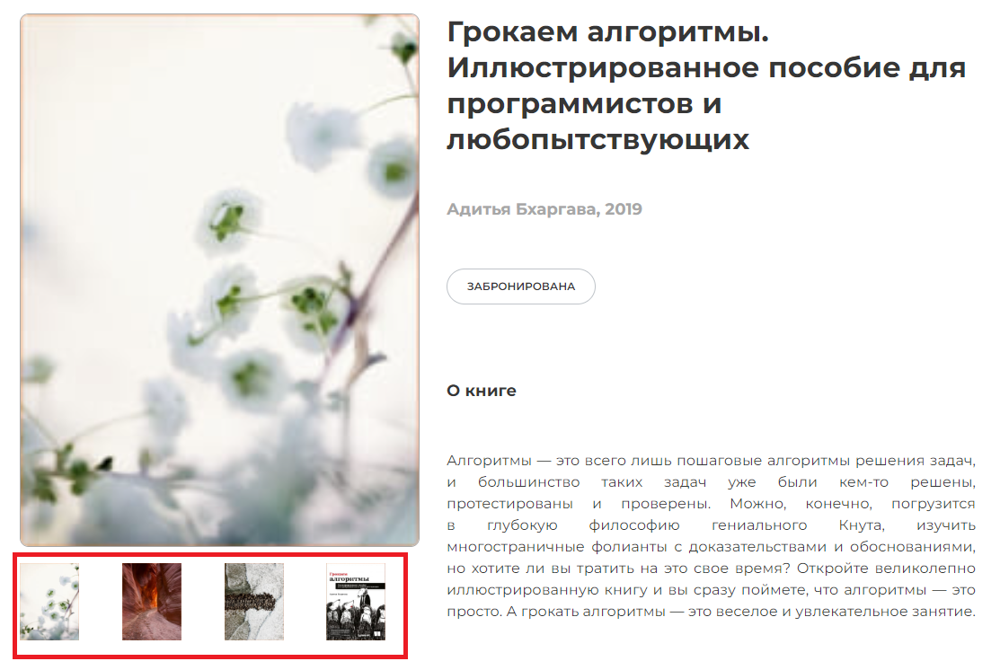 Грокаем алгоритмы.
Иллюстрированное пособие для
программистов и
любопытствующих
Адитья Бхаргава, 2019
ЗАБРОНИРОВАНА
О книге
Алгоритмы — это всего лишь пошаговые алгоритмы решения задач,
и большинство таких задач уже были кем-то решены,
протестированы и проверены. Можно, конечно, погрузится
в глубокую философию гениального Кнута, изучить
многостраничные фолианты с доказательствами и обоснованиями,
но хотите ли вы тратить на это свое время? Откройте великолепно
иллюстрированную книгу и вы сразу поймете, что алгоритмы — это
просто. А грокать алгоритмы — это веселое и увлекательное занятие.
Грокаем
алгоритмы